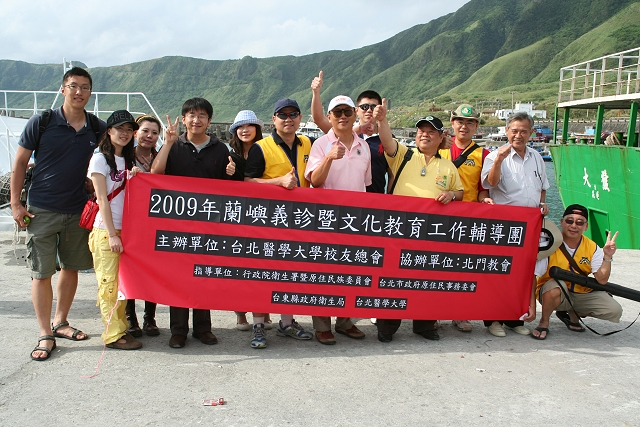 2009年蘭嶼義診暨文化教育工作輔導團
主辦單位：台北醫學大學校友總會 協辦單位：北門教會
指導單位：行政院衛生署暨原住民族委員會 台北市政府原住民事務委會
台東縣政府衛生局 台北醫學大學
大發